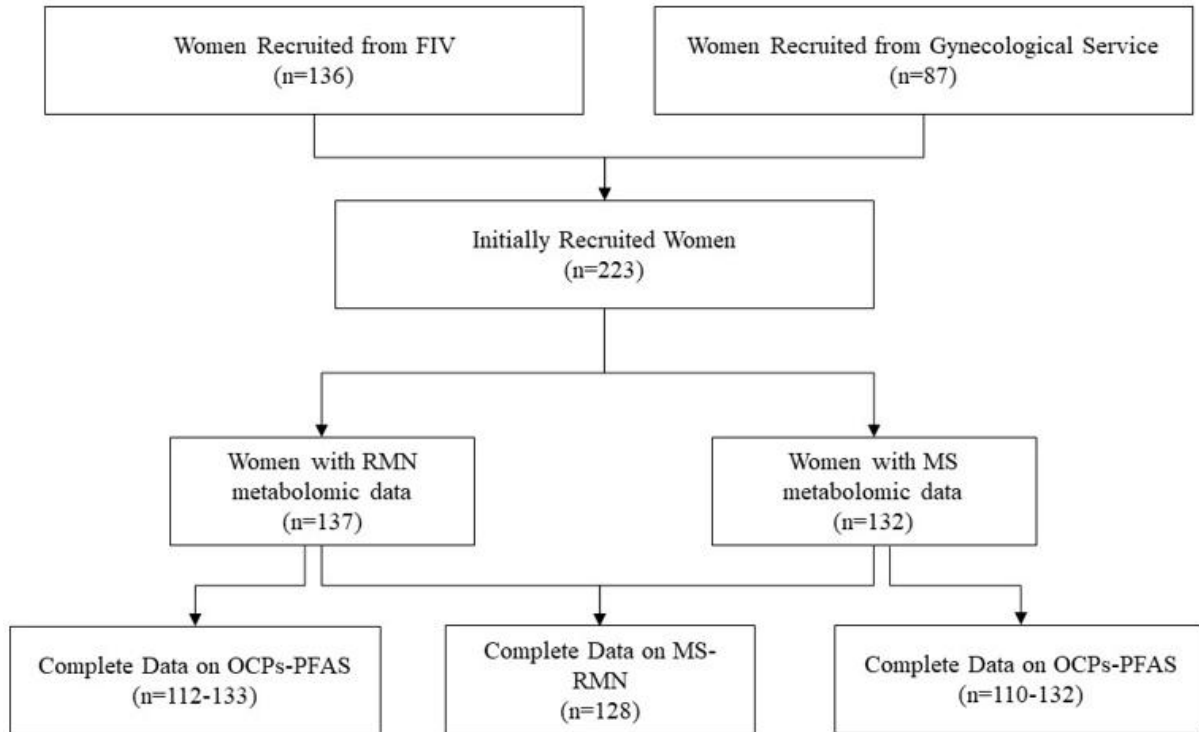 Women Recruited from FIV
(n=136)
Women Recruited from Gynecological Service
(n=87)
Initially Recruited Women
(n=223)
Women with RMN
metabolomic data
(n=137)
Women with MS
metabolomic data
(n=132)
Complete Data on OCPs-PFAS
(n=112-133)
Complete Data on MS-
RMN
(n=128)
Complete Data on OCPs-PFAS
(n=110-132)